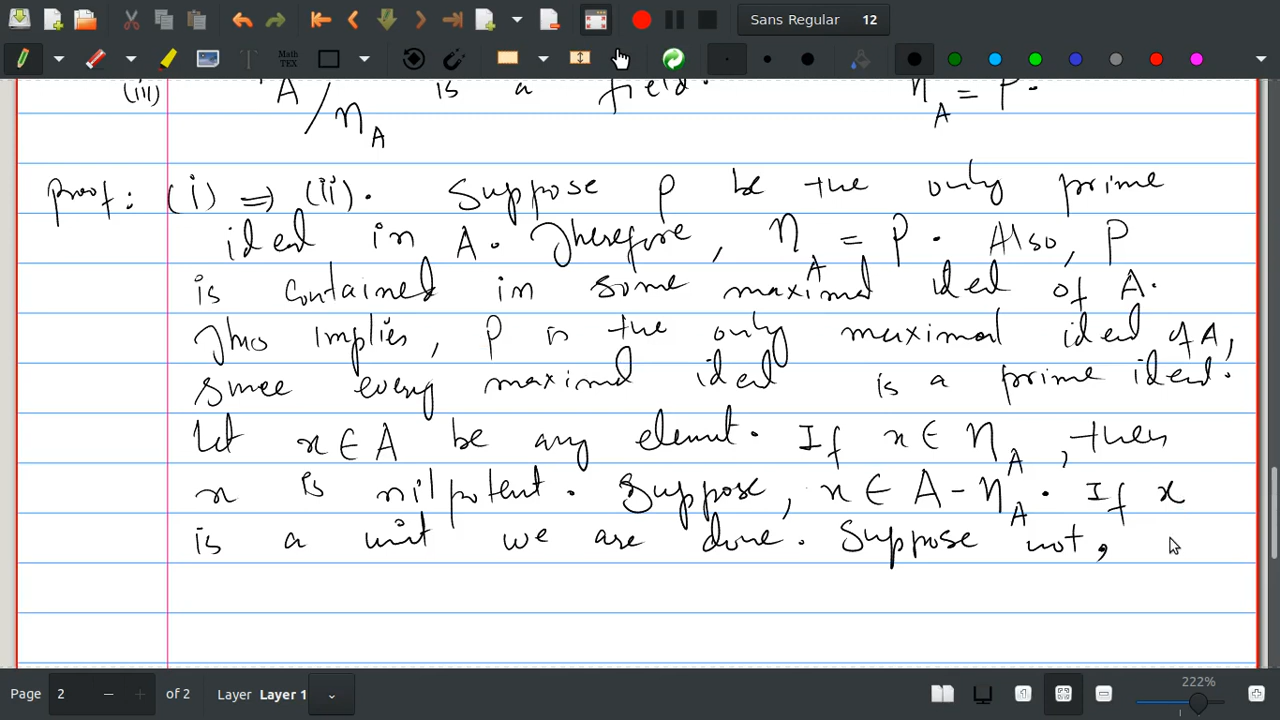 Sans Regular 12
T Math TEX
(iii) A/η_A is a field. η_A = P.
Proof: (i) ⇒ (ii). Suppose P be the only prime
ideal in A. Therefore, η_A = P. Also, P
is contained in some maximal ideal of A.
This implies, P is the only maximal ideal of A,
since every maximal ideal is a prime ideal.
Let x ∈ A be any element. If x ∈ η_A, then
x is nilpotent. Suppose, x ∈ A - η_A. If x
is a unit we are done. Suppose not,
Page 2 of 2 Layer Layer 1 222%